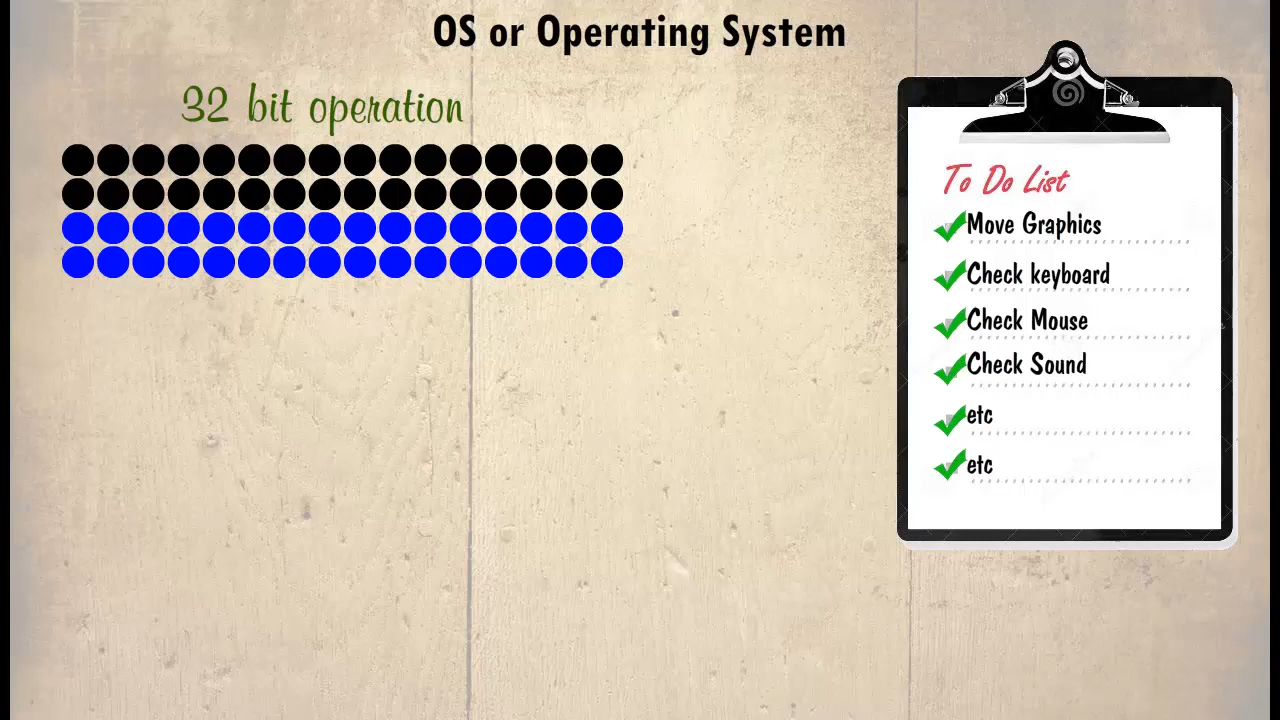 OS or Operating System
32 bit operation
To Do List
Move Graphics
Check keyboard
Check Mouse
Check Sound
etc
etc